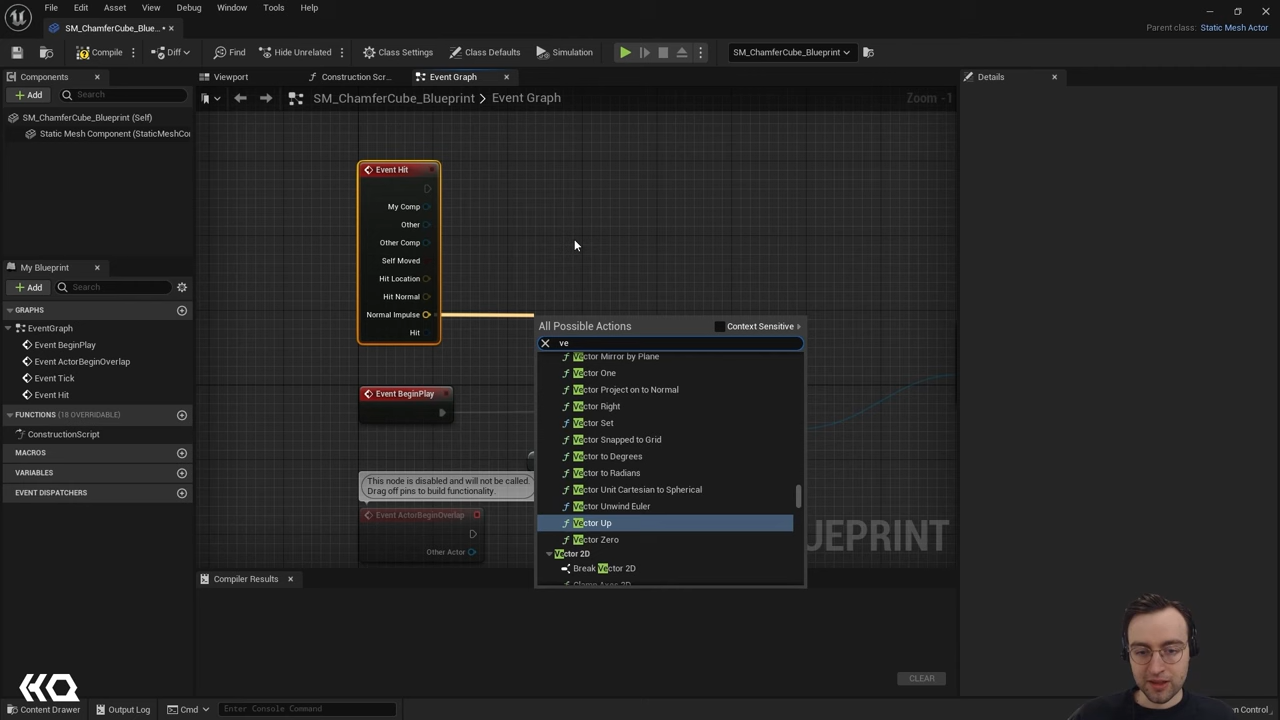 File Edit Asset View Debug Window Tools Help
SM_ChamferCube_Blue...
Parent class: Static Mesh Actor
Compile Diff Find Hide Unrelated Class Settings Class Defaults Simulation SM_ChamferCube_Blueprint
Components
Viewport Construction Scr... Event Graph
Details
Add Search
SM_ChamferCube_Blueprint > Event Graph
Zoom -1
SM_ChamferCube_Blueprint (Self)
Static Mesh Component (StaticMeshCo
Event Hit
My Comp
Other
Other Comp
Self Moved
Hit Location
Hit Normal
Normal Impulse
Hit
My Blueprint
Add Search
GRAPHS
EventGraph
Event BeginPlay
Event ActorBeginOverlap
Event Tick
Event Hit
FUNCTIONS (18 OVERRIDABLE)
ConstructionScript
MACROS
VARIABLES
EVENT DISPATCHERS
All Possible Actions
Context Sensitive
ve
Vector Mirror by Plane
Vector One
Vector Project on to Normal
Vector Right
Vector Set
Vector Snapped to Grid
Vector to Degrees
Vector to Radians
Vector Unit Cartesian to Spherical
Vector Unwind Euler
Vector Up
Vector Zero
Vector 2D
Break Vector 2D
Clamp Axes 2D
Event BeginPlay
This node is disabled and will not be called.
Drag off pins to build functionality.
Event ActorBeginOverlap
Other Actor
EPRINT
Compiler Results
CLEAR
Content Drawer Output Log Cmd Enter Console Command
n Control